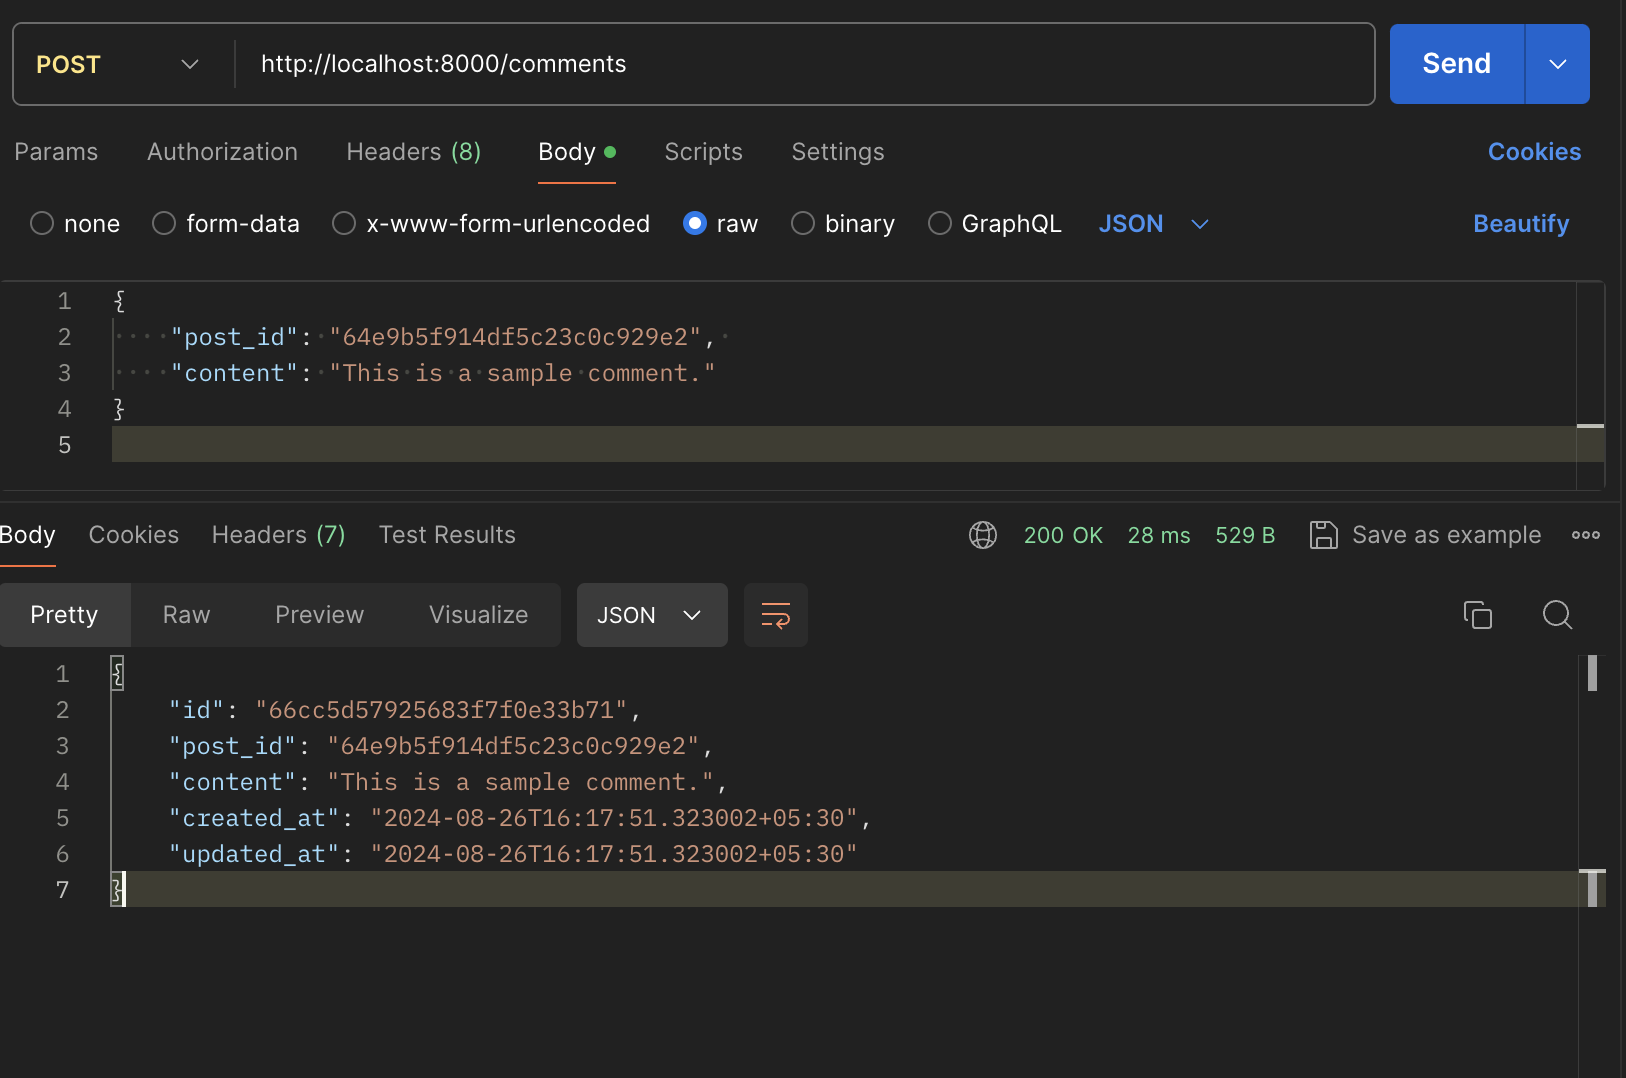 POST http://localhost:8000/comments Send
Params Authorization Headers (8) Body Scripts Settings Cookies
none form-data x-www-form-urlencoded raw binary GraphQL JSON Beautify
1 {
2 "post_id": "64e9b5f914df5c23c0c929e2",
3 "content": "This is a sample comment."
4 }
5
Body Cookies Headers (7) Test Results 200 OK 28 ms 529 B Save as example
Pretty Raw Preview Visualize JSON
1 {
2 "id": "66cc5d57925683f7f0e33b71",
3 "post_id": "64e9b5f914df5c23c0c929e2",
4 "content": "This is a sample comment.",
5 "created_at": "2024-08-26T16:17:51.323002+05:30",
6 "updated_at": "2024-08-26T16:17:51.323002+05:30"
7 }